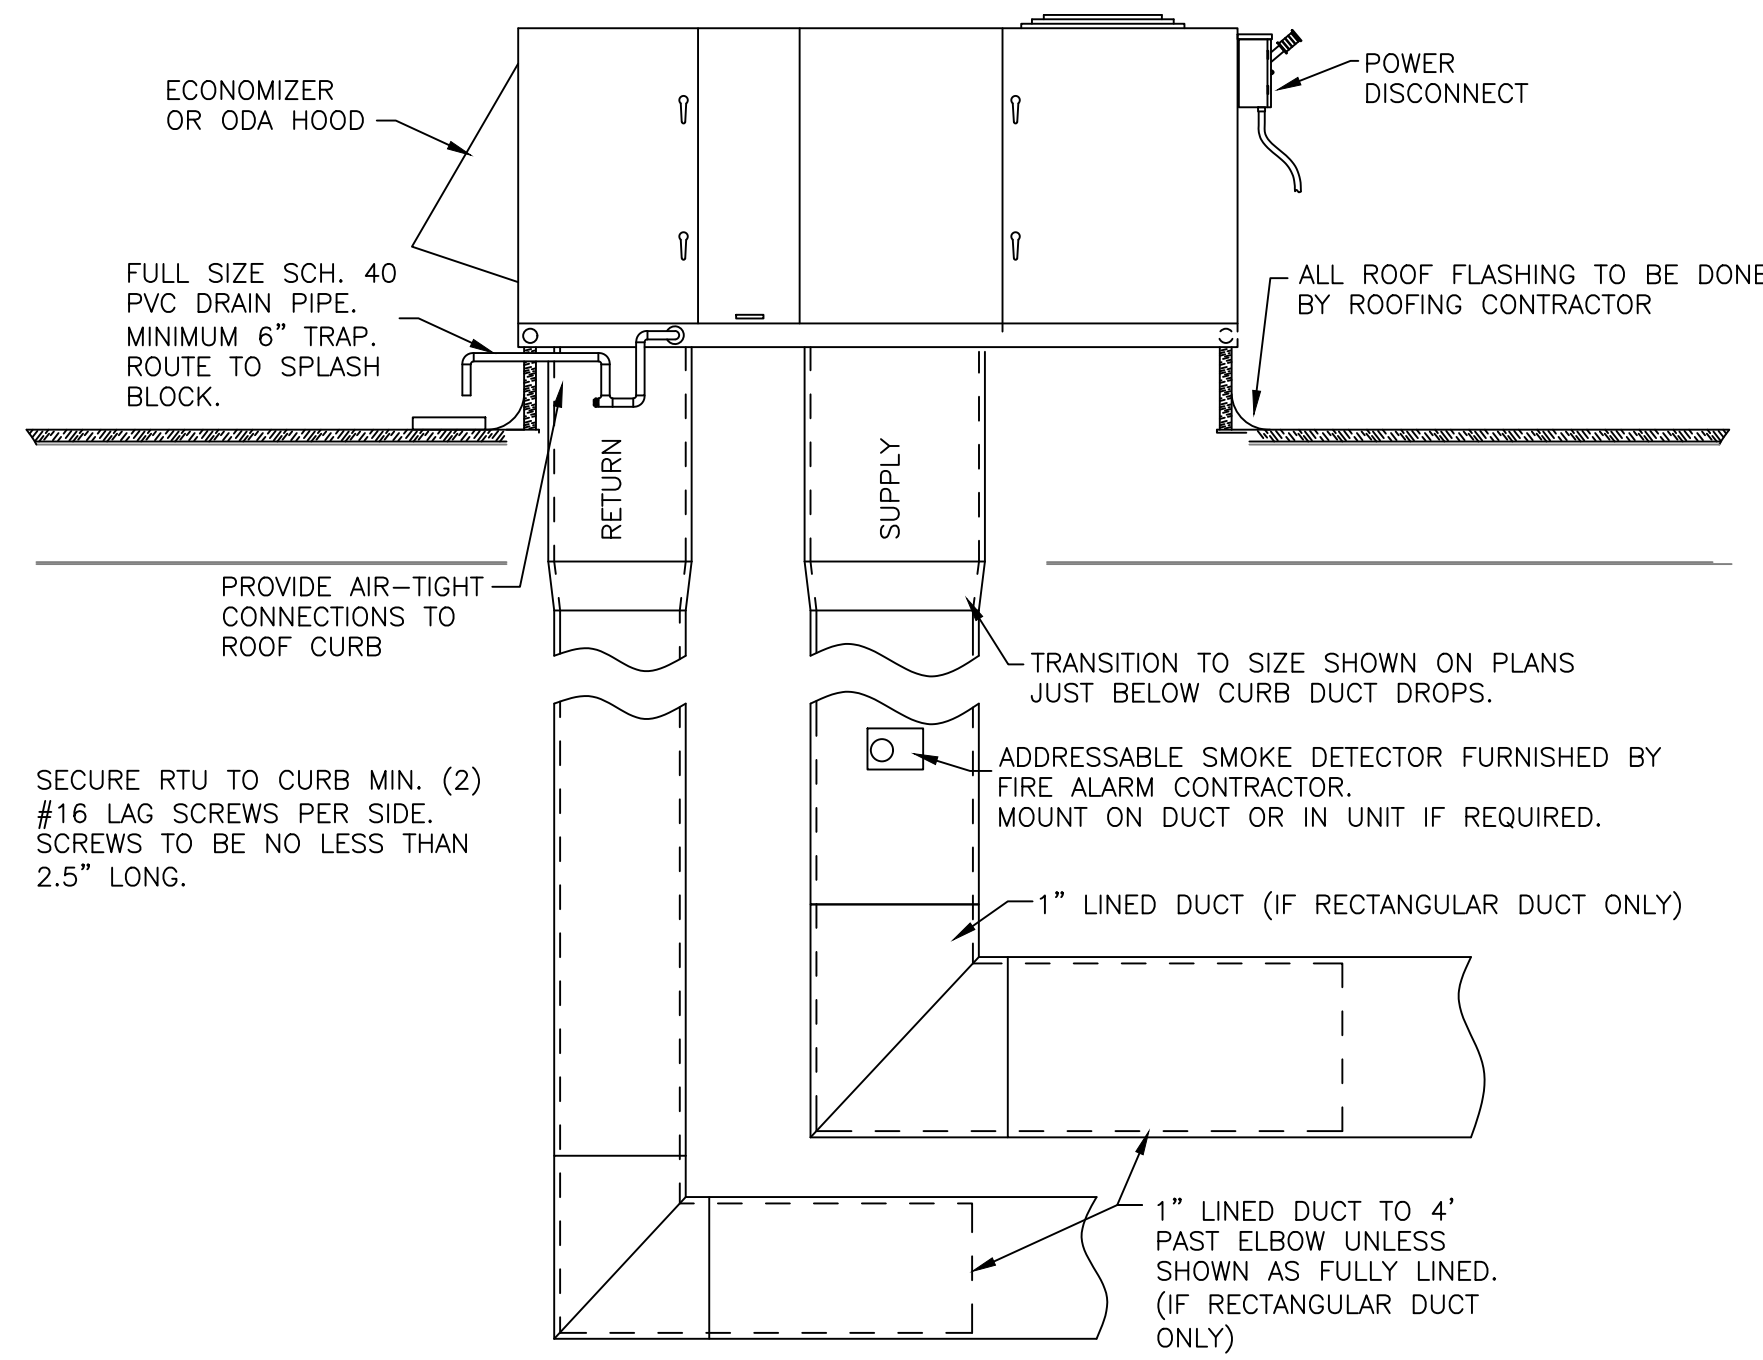 ECONOMIZER
OR ODA HOOD
POWER
DISCONNECT
FULL SIZE SCH. 40
PVC DRAIN PIPE.
MINIMUM 6" TRAP.
ROUTE TO SPLASH
BLOCK.
ALL ROOF FLASHING TO BE DONE
BY ROOFING CONTRACTOR
RETURN
SUPPLY
PROVIDE AIR-TIGHT
CONNECTIONS TO
ROOF CURB
TRANSITION TO SIZE SHOWN ON PLANS
JUST BELOW CURB DUCT DROPS.
SECURE RTU TO CURB MIN. (2)
#16 LAG SCREWS PER SIDE.
SCREWS TO BE NO LESS THAN
2.5" LONG.
ADDRESSABLE SMOKE DETECTOR FURNISHED BY
FIRE ALARM CONTRACTOR.
MOUNT ON DUCT OR IN UNIT IF REQUIRED.
1" LINED DUCT (IF RECTANGULAR DUCT ONLY)
1" LINED DUCT TO 4'
PAST ELBOW UNLESS
SHOWN AS FULLY LINED.
(IF RECTANGULAR DUCT
ONLY)